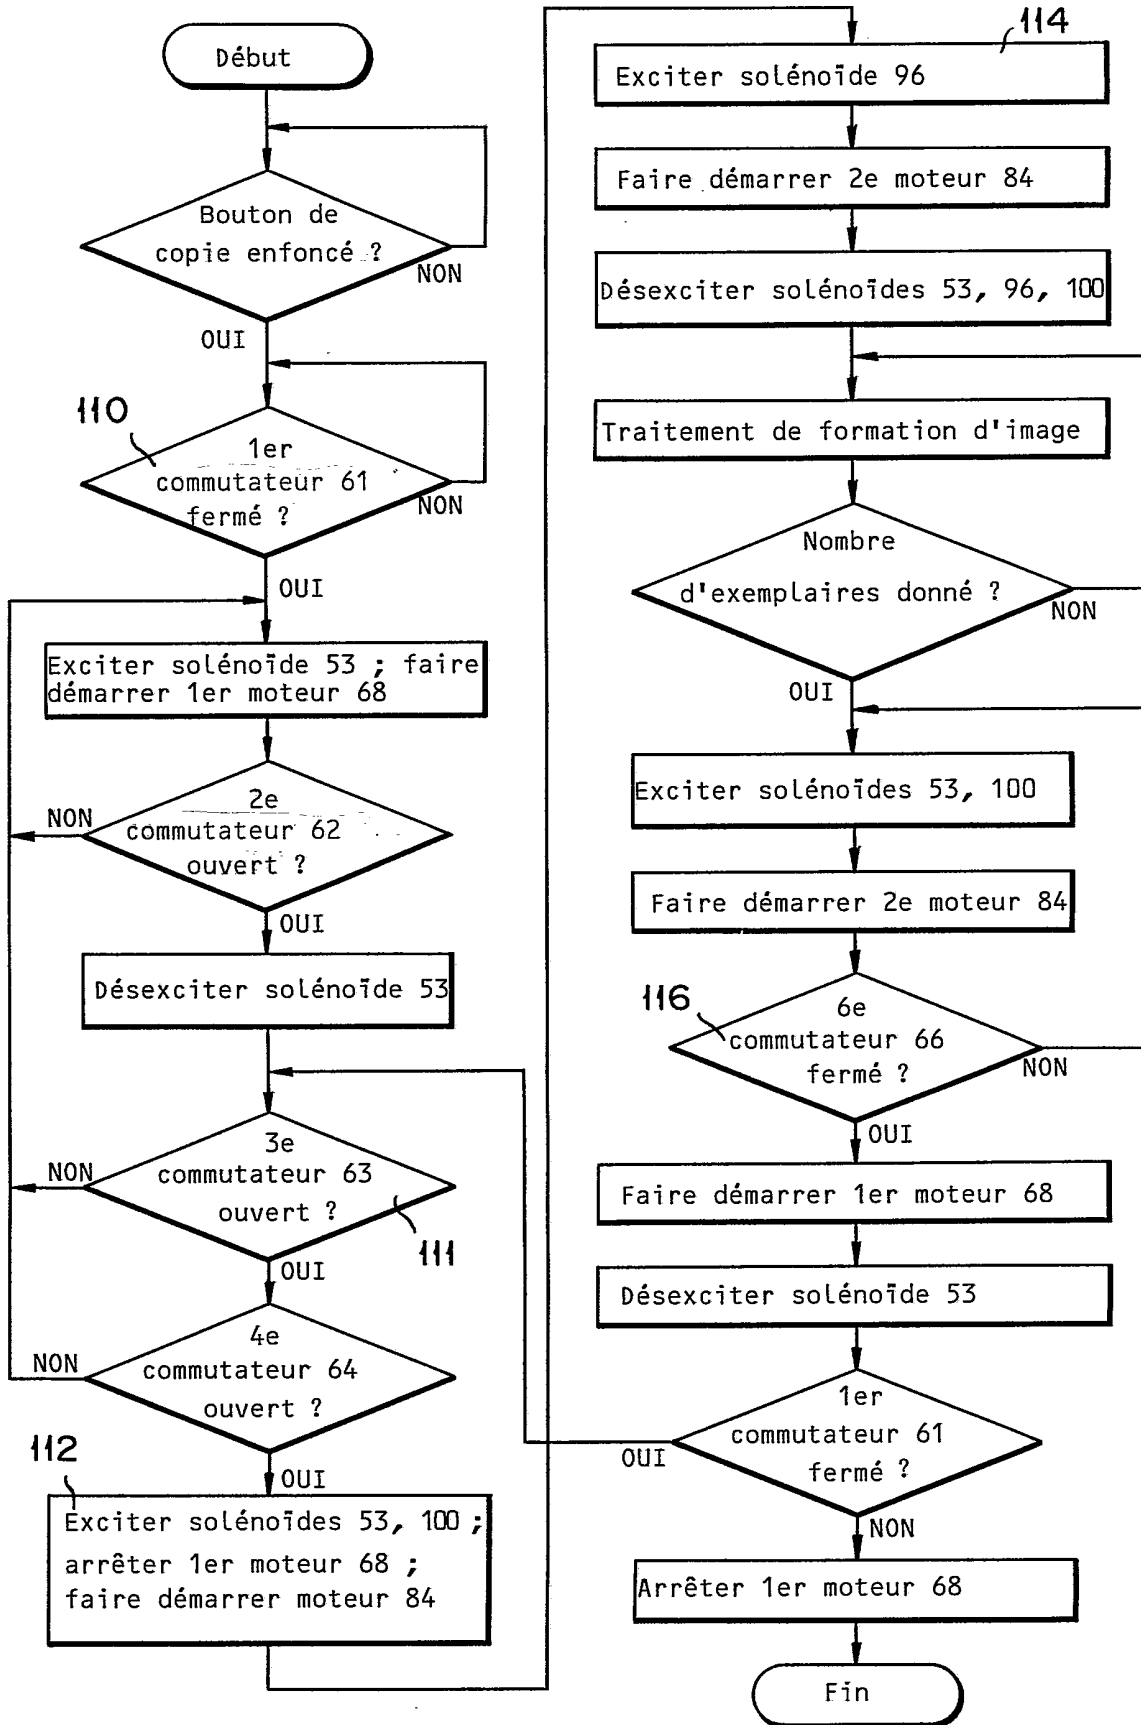 Début
Bouton de
copie enfoncé ?
NON
OUI
110
1er
commutateur 61
fermé ?
NON
OUI
Exciter solénoïde 53 ; faire
démarrer 1er moteur 68
2e
commutateur 62
ouvert ?
NON
OUI
Désexciter solénoïde 53
3e
commutateur 63
ouvert ?
NON
111
OUI
4e
commutateur 64
ouvert ?
NON
OUI
112
Exciter solénoïdes 53, 100 ;
arrêter 1er moteur 68 ;
faire démarrer moteur 84
114
Exciter solénoïde 96
Faire démarrer 2e moteur 84
Désexciter solénoïdes 53, 96, 100
Traitement de formation d'image
Nombre
d'exemplaires donné ?
NON
OUI
Exciter solénoïdes 53, 100
Faire démarrer 2e moteur 84
116
6e
commutateur 66
fermé ?
NON
OUI
Faire démarrer 1er moteur 68
Désexciter solénoïde 53
1er
commutateur 61
fermé ?
OUI
NON
Arrêter 1er moteur 68
Fin